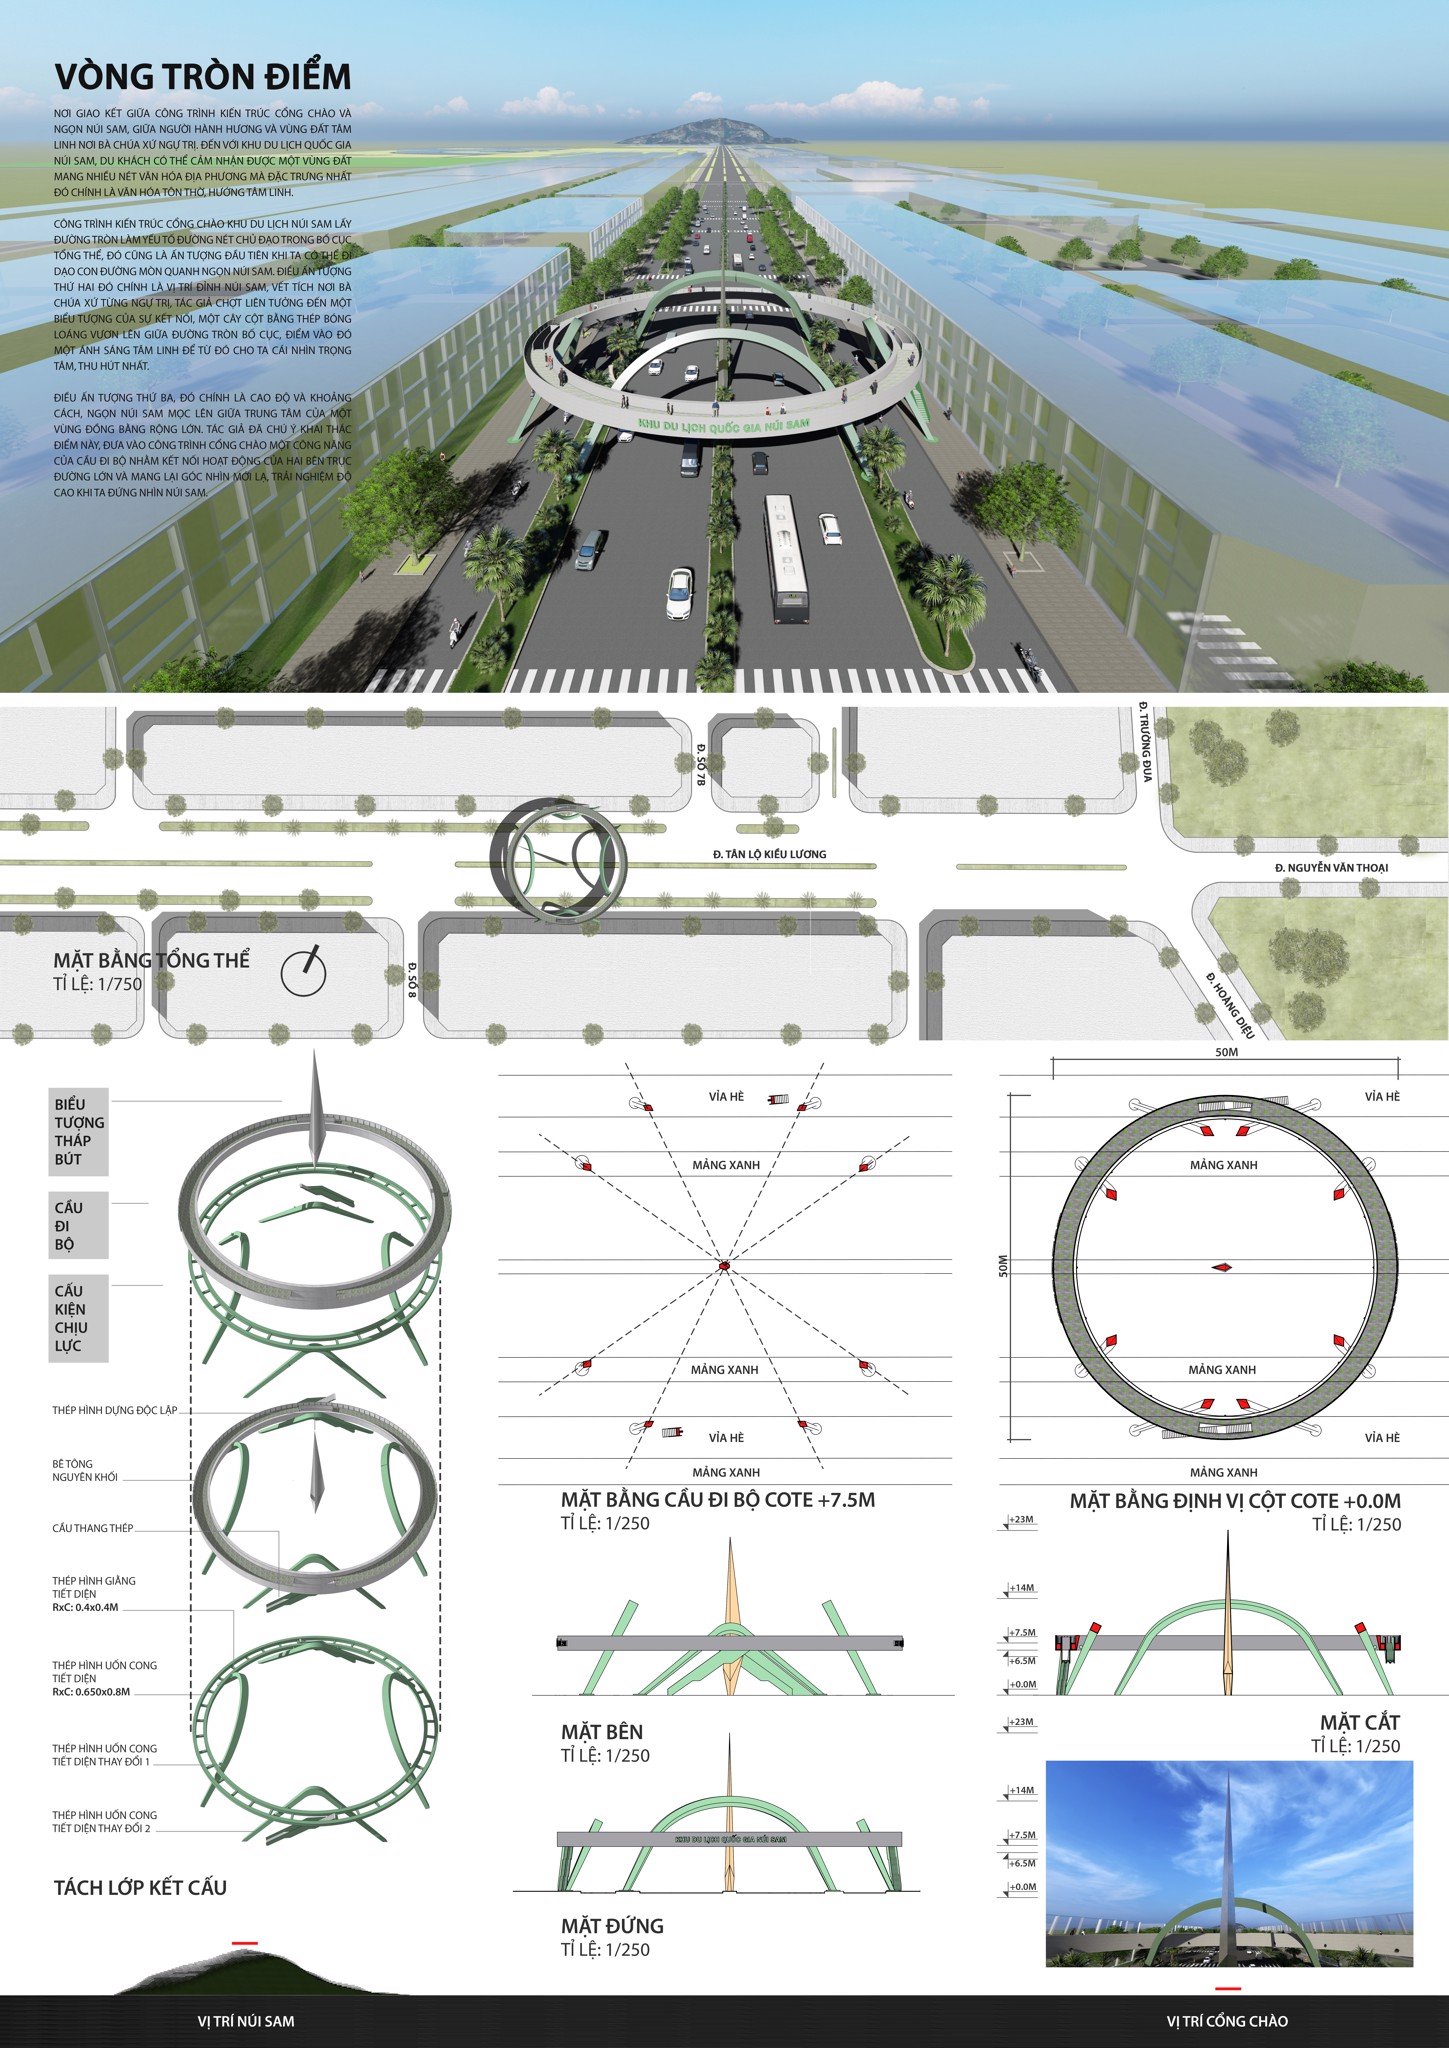 VÒNG TRÒN ĐIỂM
NƠI GIAO KẾT GIỮA CÔNG TRÌNH KIẾN TRÚC CỔNG CHÀO VÀ
NGỌN NÚI SAM, GIỮA NGƯỜI HÀNH HƯƠNG VÀ VÙNG ĐẤT TÂM
LINH NƠI BÀ CHÚA XỨ NGỰ TRỊ. ĐẾN VỚI KHU DU LỊCH QUỐC GIA
NÚI SAM, DU KHÁCH CÓ THỂ CẢM NHẬN ĐƯỢC MỘT VÙNG ĐẤT
MANG NHIỀU NÉT VĂN HÓA ĐỊA PHƯƠNG MÀ ĐẶC TRƯNG NHẤT
ĐÓ CHÍNH LÀ VĂN HÓA TÔN THỜ, HƯỚNG TÂM LINH.
CÔNG TRÌNH KIẾN TRÚC CỔNG CHÀO KHU DU LỊCH NÚI SAM LẤY
ĐƯỜNG TRÒN LÀM YẾU TỐ ĐƯỜNG NÉT CHỦ ĐẠO TRONG BỐ CỤC
TỔNG THỂ, ĐÓ CŨNG LÀ ẤN TƯỢNG ĐẦU TIÊN KHI TA CÓ THỂ ĐI
DẠO CON ĐƯỜNG MÒN QUANH NGỌN NÚI SAM. ĐIỀU ẤN TƯỢNG
THỨ HAI ĐÓ CHÍNH LÀ VỊ TRÍ ĐỈNH NÚI SAM, VẾT TÍCH NƠI BÀ
CHÚA XỨ TỪNG NGỰ TRỊ, TÁC GIẢ CHỢT LIÊN TƯỞNG ĐẾN MỘT
BIỂU TƯỢNG CỦA SỰ KẾT NỐI, MỘT CÂY CỘT BẰNG THÉP BÓNG
LOÁNG VƯƠN LÊN GIỮA ĐƯỜNG TRÒN BỐ CỤC, ĐIỂM VÀO ĐÓ
MỘT ÁNH SÁNG TÂM LINH ĐỂ TỪ ĐÓ CHO TA CÁI NHÌN TRỌNG
TÂM, THU HÚT NHẤT.
ĐIỀU ẤN TƯỢNG THỨ BA, ĐÓ CHÍNH LÀ CAO ĐỘ VÀ KHOẢNG
CÁCH, NGỌN NÚI SAM MỌC LÊN GIỮA TRUNG TÂM CỦA MỘT
VÙNG ĐỒNG BẰNG RỘNG LỚN. TÁC GIẢ ĐÃ CHÚ Ý KHAI THÁC
ĐIỂM NÀY, ĐƯA VÀO CÔNG TRÌNH CỔNG CHÀO MỘT CÔNG NĂNG
CỦA CẦU ĐI BỘ NHẰM KẾT NỐI HOẠT ĐỘNG CỦA HAI BÊN TRỤC
ĐƯỜNG LỚN VÀ MANG LẠI GÓC NHÌN MỚI LẠ, TRẢI NGHIỆM ĐỘ
CAO KHI TA ĐỨNG NHÌN NÚI SAM.
KHU DU LỊCH QUỐC GIA NÚI SAM
Đ. SỐ 7B
Đ. TRƯỜNG ĐUA
Đ. TÂN LỘ KIỀU LƯƠNG
Đ. NGUYỄN VĂN THOẠI
Đ. SỐ 8
Đ. HOÀNG DIỆU
MẶT BẰNG TỔNG THỂ
TỈ LỆ: 1/750
BIỂU
TƯỢNG
THÁP
BÚT
CẦU
ĐI
BỘ
CẤU
KIỆN
CHỊU
LỰC
THÉP HÌNH DỰNG ĐỘC LẬP
BÊ TÔNG
NGUYÊN KHỐI
CẦU THANG THÉP
THÉP HÌNH GIẰNG
TIẾT DIỆN
RxC: 0.4x0.4M
THÉP HÌNH UỐN CONG
TIẾT DIỆN
RxC: 0.650x0.8M
THÉP HÌNH UỐN CONG
TIẾT DIỆN THAY ĐỔI 1
THÉP HÌNH UỐN CONG
TIẾT DIỆN THAY ĐỔI 2
TÁCH LỚP KẾT CẤU
VỈA HÈ
MẢNG XANH
MẢNG XANH
VỈA HÈ
MẢNG XANH
MẶT BẰNG CẦU ĐI BỘ COTE +7.5M
TỈ LỆ: 1/250
50M
50M
VỈA HÈ
MẢNG XANH
MẢNG XANH
VỈA HÈ
MẢNG XANH
MẶT BẰNG ĐỊNH VỊ CỘT COTE +0.0M
TỈ LỆ: 1/250
+23M
+14M
+7.5M
+6.5M
+0.0M
MẶT BÊN
TỈ LỆ: 1/250
MẶT CẮT
TỈ LỆ: 1/250
+23M
+14M
+7.5M
+6.5M
+0.0M
KHU DU LỊCH QUỐC GIA NÚI SAM
MẶT ĐỨNG
TỈ LỆ: 1/250
VỊ TRÍ NÚI SAM
VỊ TRÍ CỔNG CHÀO